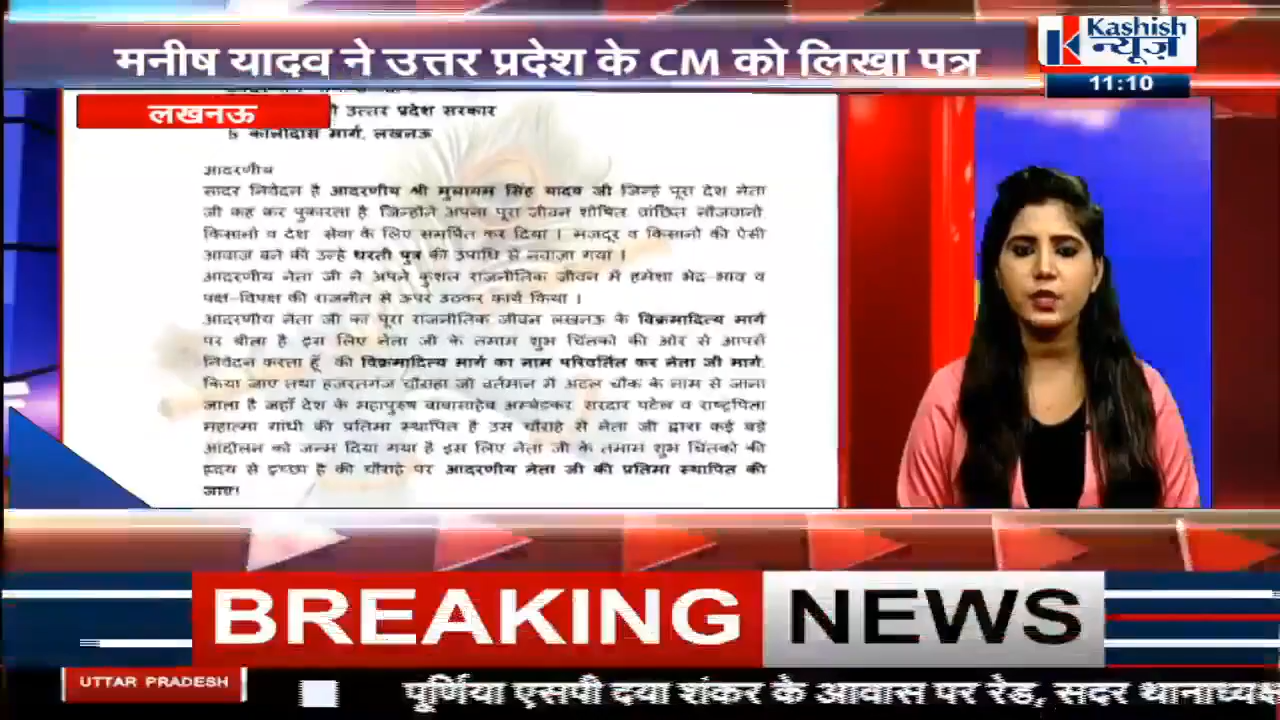 मनीष यादव ने उत्तर प्रदेश के CM को लिखा पत्र
Kashish
न्यूज़
11:10
लखनऊ
उत्तर प्रदेश सरकार
5 कालीदास मार्ग, लखनऊ
आदरणीय
सादर निवेदन है आदरणीय श्री मुलायम सिंह यादव जी जिन्हे पूरा देश नेता
जी कह कर पुकारता है जिन्होंने अपना पूरा जीवन शोषित वांछित नौजवानो
किसानो व देश सेवा के लिए समर्पित कर दिया । मजदूर व किसानो की ऐसी
आवाज बने की उन्हे धरती पुत्र की उपाधि से नवाजा गया ।
आदरणीय नेता जी ने अपने कुशल राजनीतिक जीवन में हमेशा भेद-भाव व
पक्ष-विपक्ष की राजनीत से ऊपर उठकर कार्य किया ।
आदरणीय नेता जी का पूरा राजनीतिक जीवन लखनऊ के विक्रमादित्य मार्ग
पर बीता है इस लिए नेता जी के तमाम शुभ चिंतको की ओर से आपसे
निवेदन करता हूँ की विक्रमादित्य मार्ग का नाम परिवर्तित कर नेता जी मार्ग
किया जाए तथा हजरतगंज चौराहा जो वर्तमान में अटल चौक के नाम से जाना
जाता है जहाँ देश के महापुरुष बाबासाहेब अम्बेडकर सरदार पटेल व राष्ट्रपिता
महात्मा गांधी की प्रतिमा स्थापित है उस चौराहे से नेता जी द्वारा कई बड़े
आंदोलन को जन्म दिया गया है इस लिए नेता जी के तमाम शुभ चिंतको की
ह्रदय से इच्छा है की चौराहे पर आदरणीय नेता जी की प्रतिमा स्थापित की
जाए।
BREAKING NEWS
UTTAR PRADESH
पूर्णिया एसपी दया शंकर के आवास पर रेड, सदर थानाध्यक्ष